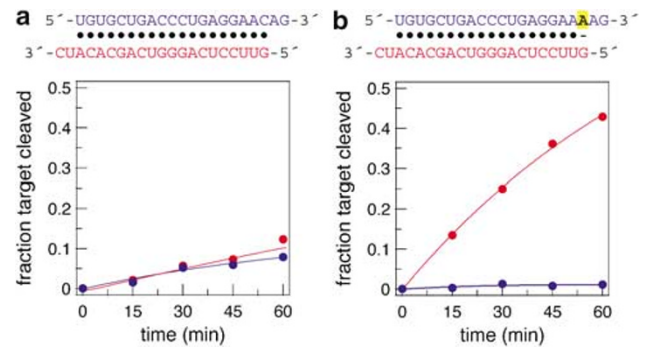 a
5´-UGUGCUGACCCUGAGGAACAG-3´
3´-CUACACGACUGGGACUCCUUG-5´
fraction target cleaved
0.5
0.4
0.3
0.2
0.1
0
0 15 30 45 60
time (min)
b
5´-UGUGCUGACCCUGAGGAAAAG-3´
3´-CUACACGACUGGGACUCCUUG-5´
fraction target cleaved
0.5
0.4
0.3
0.2
0.1
0
0 15 30 45 60
time (min)